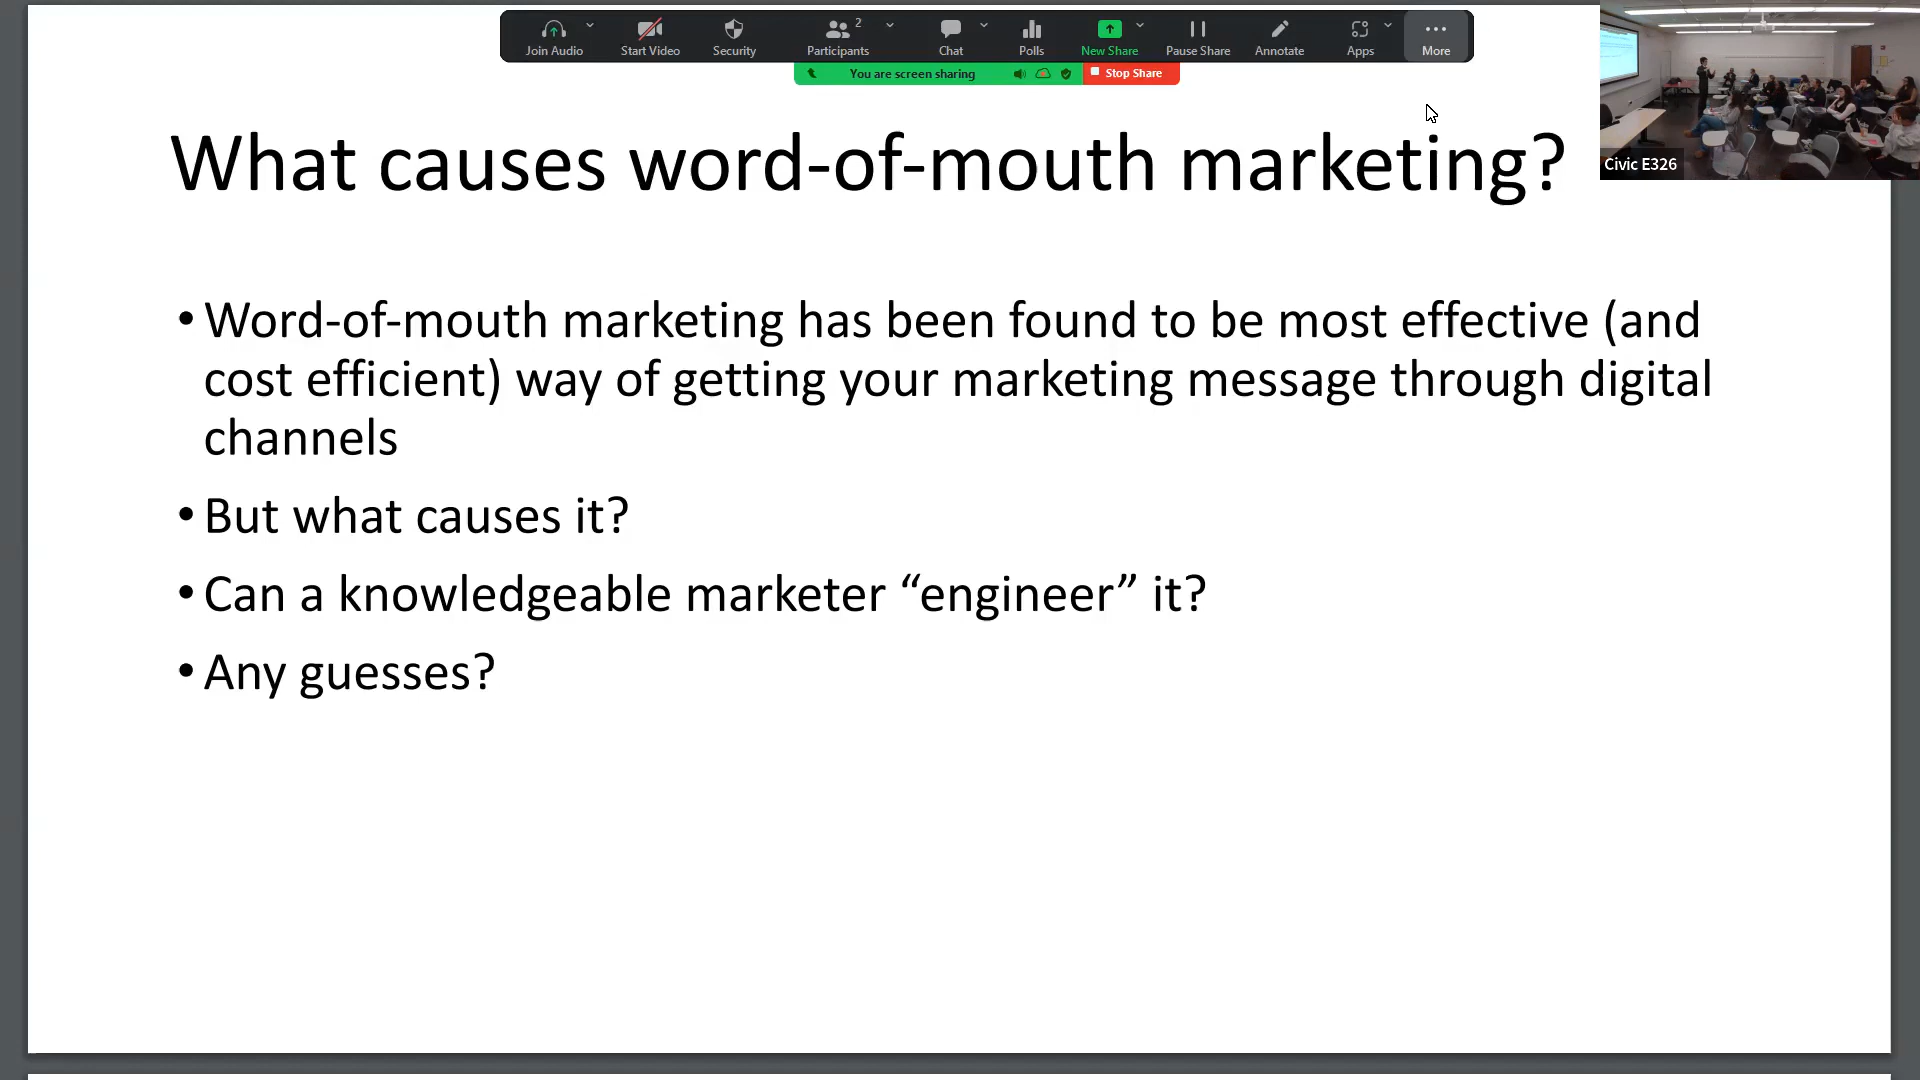 Join Audio
Start Video
Security
Participants
2
Chat
Polls
New Share
Pause Share
Annotate
Apps
More
You are screen sharing
Stop Share
Civic E326
What causes word-of-mouth marketing?
• Word-of-mouth marketing has been found to be most effective (and
cost efficient) way of getting your marketing message through digital
channels
• But what causes it?
• Can a knowledgeable marketer “engineer” it?
• Any guesses?